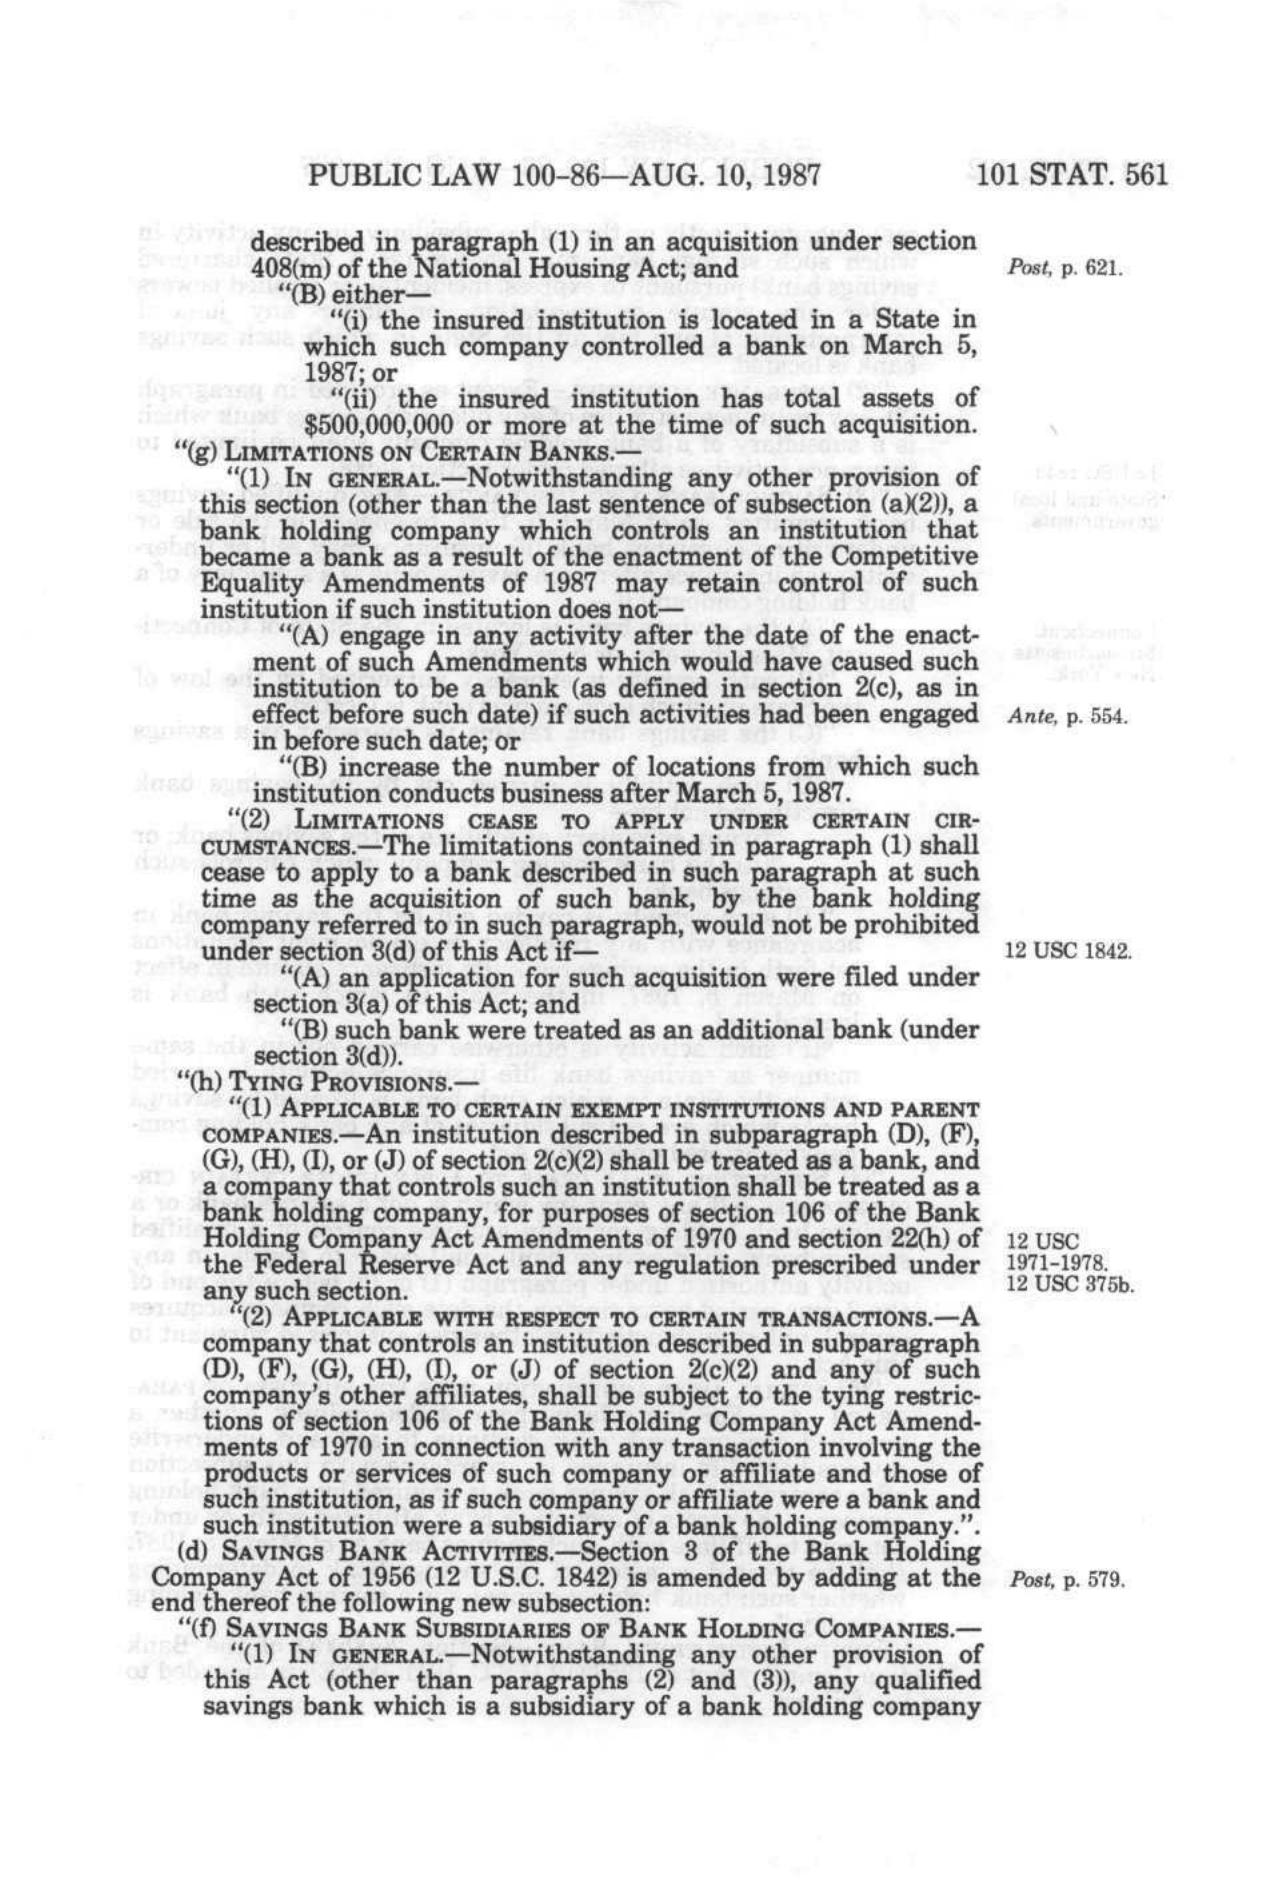 PUBLIC LAW 100-86—AUG. 10, 1987 101 STAT. 561
described in paragraph (1) in an acquisition under section
408(m) of the National Housing Act; and
Post, p. 621.
"(B) either—
"(i) the insured institution is located in a State in
which such company controlled a bank on March 5,
1987; or
"(ii) the insured institution has total assets of
$500,000,000 or more at the time of such acquisition.
"(g) LIMITATIONS ON CERTAIN BANKS.—
"(1) IN GENERAL.—Notwithstanding any other provision of
this section (other than the last sentence of subsection (a)(2)), a
bank holding company which controls an institution that
became a bank as a result of the enactment of the Competitive
Equality Amendments of 1987 may retain control of such
institution if such institution does not—
"(A) engage in any activity after the date of the enact-
ment of such Amendments which would have caused such
institution to be a bank (as defined in section 2(c), as in
effect before such date) if such activities had been engaged
Ante, p. 554.
in before such date; or
"(B) increase the number of locations from which such
institution conducts business after March 5, 1987.
"(2) LIMITATIONS CEASE TO APPLY UNDER CERTAIN CIR-
CUMSTANCES.—The limitations contained in paragraph (1) shall
cease to apply to a bank described in such paragraph at such
time as the acquisition of such bank, by the bank holding
company referred to in such paragraph, would not be prohibited
under section 3(d) of this Act if—
12 USC 1842.
"(A) an application for such acquisition were filed under
section 3(a) of this Act; and
"(B) such bank were treated as an additional bank (under
section 3(d)).
"(h) TYING PROVISIONS.—
"(1) APPLICABLE TO CERTAIN EXEMPT INSTITUTIONS AND PARENT
COMPANIES.—An institution described in subparagraph (D), (F),
(G), (H), (I), or (J) of section 2(c)(2) shall be treated as a bank, and
a company that controls such an institution shall be treated as a
bank holding company, for purposes of section 106 of the Bank
Holding Company Act Amendments of 1970 and section 22(h) of
12 USC
the Federal Reserve Act and any regulation prescribed under
1971-1978.
any such section.
12 USC 375b.
"(2) APPLICABLE WITH RESPECT TO CERTAIN TRANSACTIONS.—A
company that controls an institution described in subparagraph
(D), (F), (G), (H), (I), or (J) of section 2(c)(2) and any of such
company's other affiliates, shall be subject to the tying restric-
tions of section 106 of the Bank Holding Company Act Amend-
ments of 1970 in connection with any transaction involving the
products or services of such company or affiliate and those of
such institution, as if such company or affiliate were a bank and
such institution were a subsidiary of a bank holding company.".
(d) SAVINGS BANK ACTIVITIES.—Section 3 of the Bank Holding
Company Act of 1956 (12 U.S.C. 1842) is amended by adding at the
Post, p. 579.
end thereof the following new subsection:
"(f) SAVINGS BANK SUBSIDIARIES OF BANK HOLDING COMPANIES.—
"(1) IN GENERAL.—Notwithstanding any other provision of
this Act (other than paragraphs (2) and (3)), any qualified
savings bank which is a subsidiary of a bank holding company